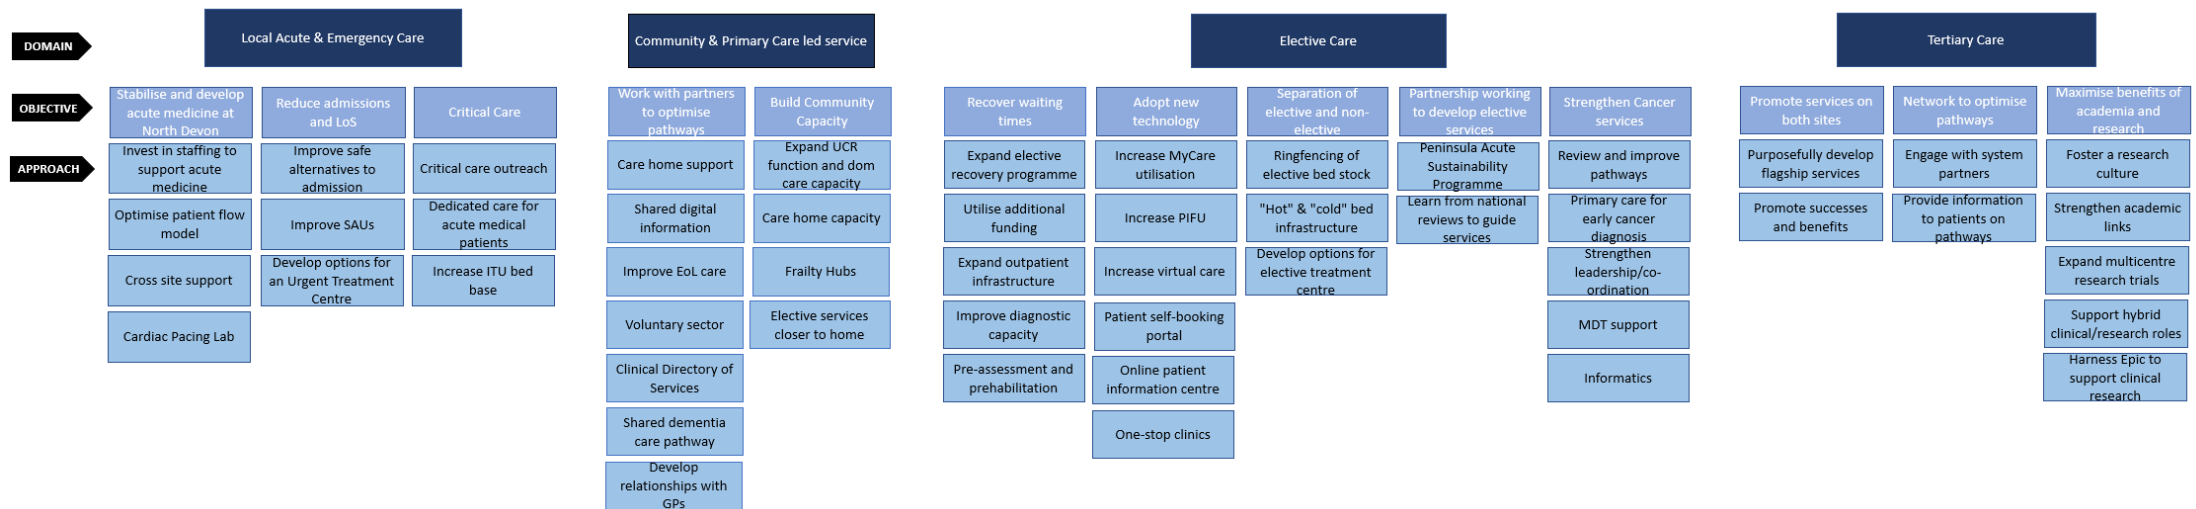 DOMAIN
Local Acute & Emergency Care
Community & Primary Care led service
Elective Care
Tertiary Care
OBJECTIVE
Stabilise and develop
acute medicine at
North Devon
Reduce admissions
and LoS
Critical Care
Work with partners
to optimise
pathways
Build Community
Capacity
Recover waiting
times
Adopt new
technology
Separation of
elective and non-
elective
Partnership working
to develop elective
services
Strengthen Cancer
services
Promote services on
both sites
Network to optimise
pathways
Maximise benefits of
academia and
research
APPROACH
Invest in staffing to
support acute
medicine
Optimise patient flow
model
Cross site support
Cardiac Pacing Lab
Improve safe
alternatives to
admission
Improve SAUs
Develop options for
an Urgent Treatment
Centre
Critical care outreach
Dedicated care for
acute medical
patients
Increase ITU bed
base
Care home support
Shared digital
information
Improve EoL care
Voluntary sector
Clinical Directory of
Services
Shared dementia
care pathway
Develop
relationships with
GPs
Expand UCR
function and dom
care capacity
Care home capacity
Frailty Hubs
Elective services
closer to home
Expand elective
recovery programme
Utilise additional
funding
Expand outpatient
infrastructure
Improve diagnostic
capacity
Pre-assessment and
prehabilitation
Increase MyCare
utilisation
Increase PIFU
Increase virtual care
Patient self-booking
portal
Online patient
information centre
One-stop clinics
Ringfencing of
elective bed stock
"Hot" & "cold" bed
infrastructure
Develop options for
elective treatment
centre
Peninsula Acute
Sustainability
Programme
Learn from national
reviews to guide
services
Review and improve
pathways
Primary care for
early cancer
diagnosis
Strengthen
leadership/co-
ordination
MDT support
Informatics
Purposefully develop
flagship services
Promote successes
and benefits
Engage with system
partners
Provide information
to patients on
pathways
Foster a research
culture
Strengthen academic
links
Expand multicentre
research trials
Support hybrid
clinical/research roles
Harness Epic to
support clinical
research